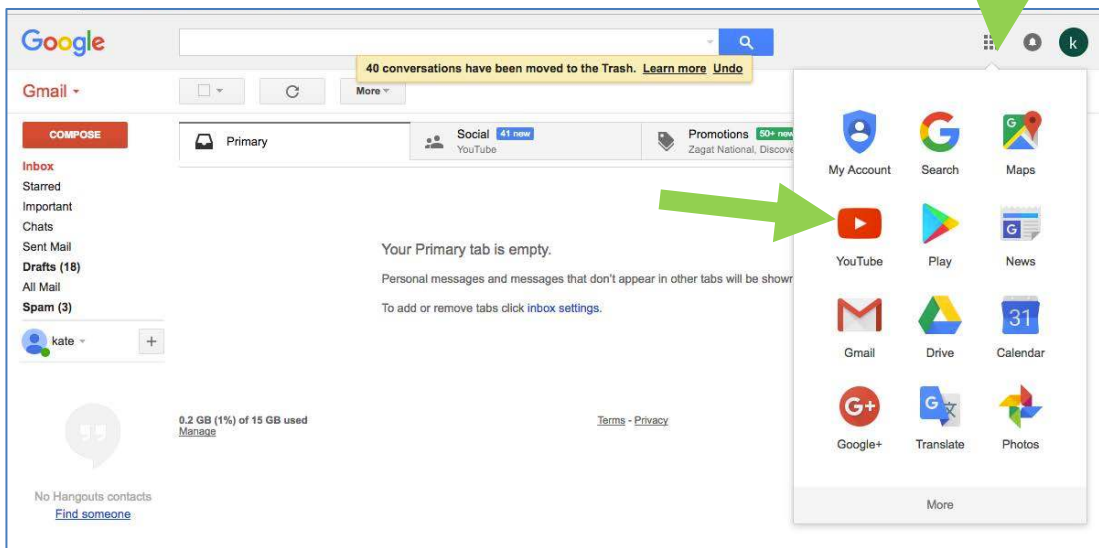 Google
k
40 conversations have been moved to the Trash. Learn more Undo
Gmail
More
COMPOSE
Primary
Social 41 new
YouTube
Promotions 50+ new
Zagat National, Discove
Inbox
Starred
Important
Chats
Sent Mail
Drafts (18)
All Mail
Spam (3)
kate
+
No Hangouts contacts
Find someone
Your Primary tab is empty.
Personal messages and messages that don't appear in other tabs will be shown
To add or remove tabs click inbox settings.
0.2 GB (1%) of 15 GB used
Manage
Terms - Privacy
My Account
G
Search
G
Maps
YouTube
Play
G
News
Gmail
Drive
31
Calendar
G+
Google+
G 文
Translate
Photos
More